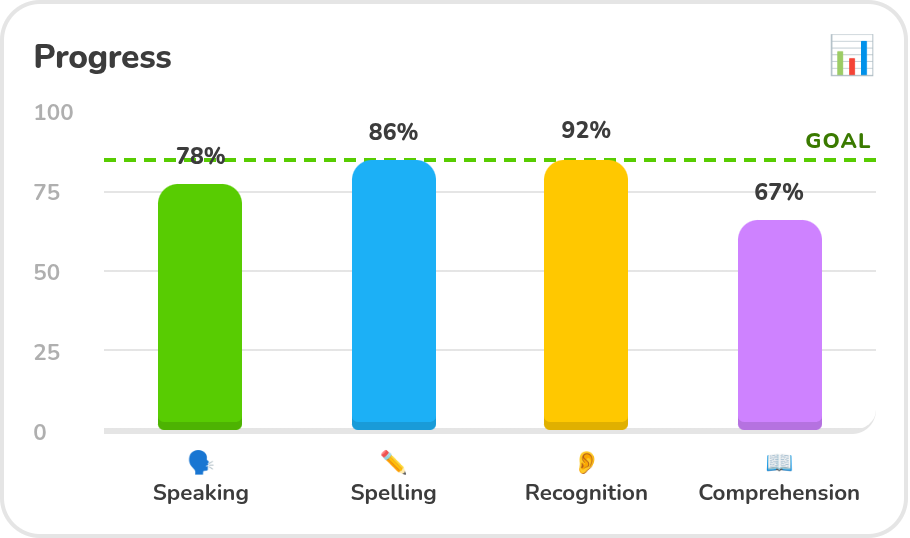 Progress
100
GOAL
75
50
25
0
78%
86%
92%
67%
Speaking
Spelling
Recognition
Comprehension